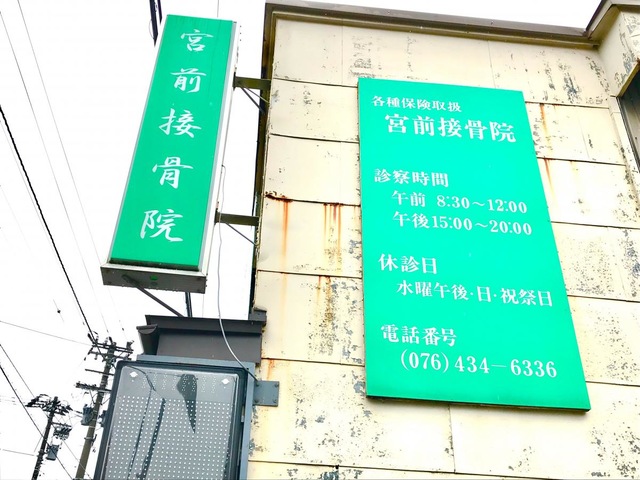 宮前接骨院
各種保険取扱
宮前接骨院
診察時間
午前 8:30～12:00
午後15:00～20:00
休診日
水曜午後・日・祝祭日
電話番号
(076)434-6336